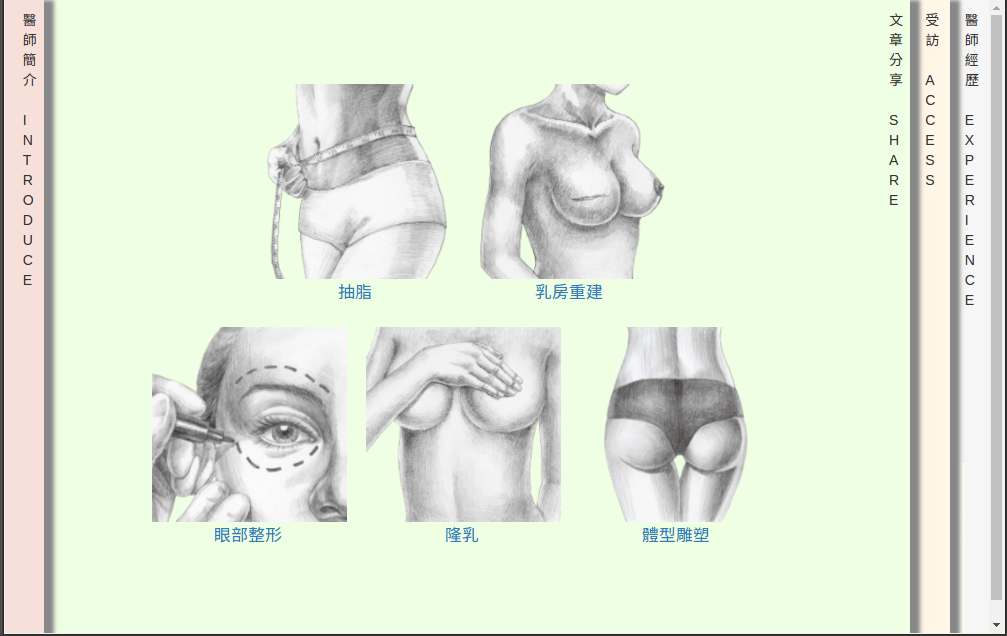 醫師簡介 INTRODUCE
抽脂
乳房重建
眼部整形
隆乳
體型雕塑
文章分享 SHARE
受訪 ACCESS
醫師經歷 EXPERIENCE